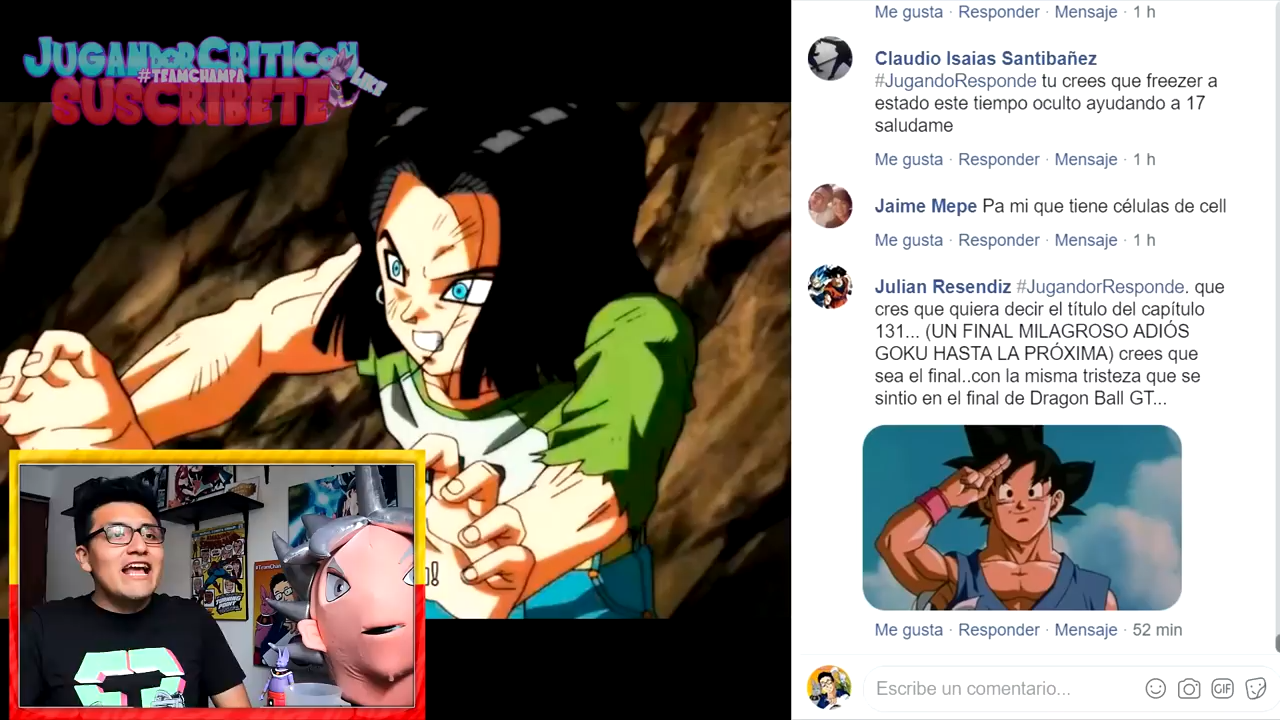 JUGANDOR CRITICO
#TEAMCHAMPA
LIKE
SUSCRIBETE
Me gusta · Responder · Mensaje · 1 h
Claudio Isaias Santibañez
#JugandoResponde tu crees que freezer a
estado este tiempo oculto ayudando a 17
saludame
Me gusta · Responder · Mensaje · 1 h
Jaime Mepe Pa mi que tiene células de cell
Me gusta · Responder · Mensaje · 1 h
Julian Resendiz #JugandorResponde. que
cres que quiera decir el título del capítulo
131... (UN FINAL MILAGROSO ADIÓS
GOKU HASTA LA PRÓXIMA) crees que
sea el final..con la misma tristeza que se
sintio en el final de Dragon Ball GT...
Me gusta · Responder · Mensaje · 52 min
Escribe un comentario...
GIF